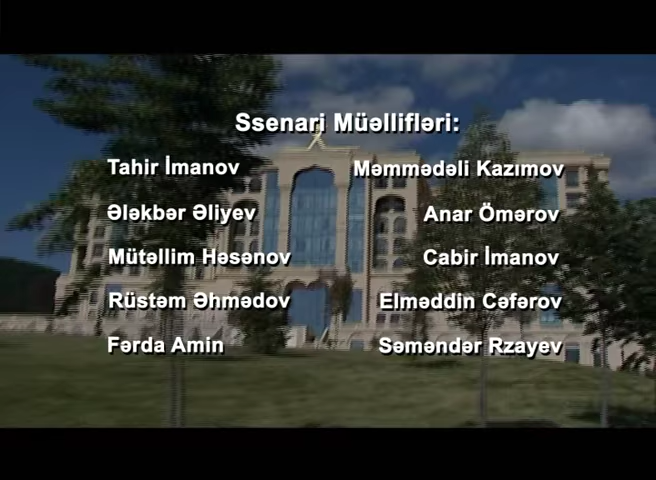 Ssenari Müəllifləri:
Tahir İmanov
Məmmədəli Kazımov
Ələkbər Əliyev
Anar Ömərov
Mütəllim Həsənov
Cabir İmanov
Rüstəm Əhmədov
Elməddin Cəfərov
Fərda Amin
Səməndər Rzayev